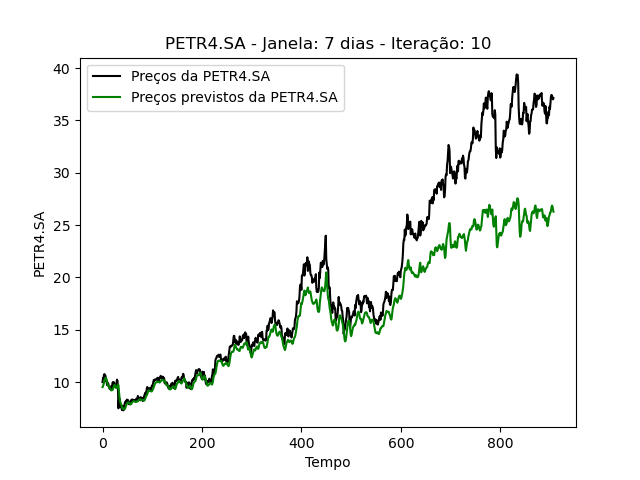 PETR4.SA - Janela: 7 dias - Iteração: 10
Preços da PETR4.SA
Preços previstos da PETR4.SA
40
35
30
25
20
15
10
PETR4.SA
0 200 400 600 800
Tempo